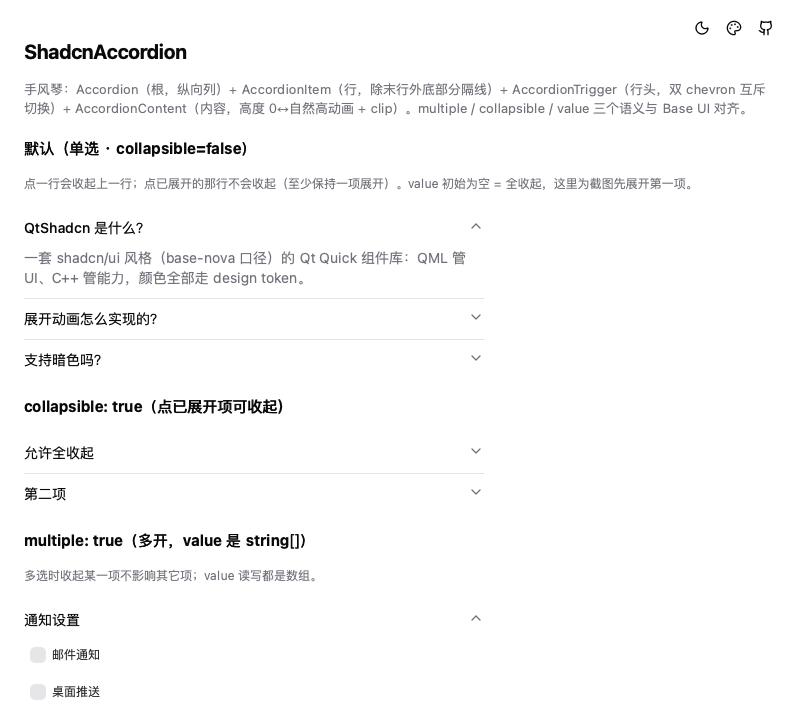 ShadcnAccordion
手风琴：Accordion（根，纵向列）+ AccordionItem（行，除末行外底部分隔线）+ AccordionTrigger（行头，双 chevron 互斥
切换）+ AccordionContent（内容，高度 0↔自然高动画 + clip）。multiple / collapsible / value 三个语义与 Base UI 对齐。
默认（单选 · collapsible=false）
点一行会收起上一行；点已展开的那行不会收起（至少保持一项展开）。value 初始为空 = 全收起，这里为截图先展开第一项。
QtShadcn 是什么?
一套 shadcn/ui 风格（base-nova 口径）的 Qt Quick 组件库：QML 管
UI、C++ 管能力，颜色全部走 design token。
展开动画怎么实现的?
支持暗色吗?
collapsible: true（点已展开项可收起）
允许全收起
第二项
multiple: true（多开，value 是 string[]）
多选时收起某一项不影响其它项；value 读写都是数组。
通知设置
邮件通知
桌面推送